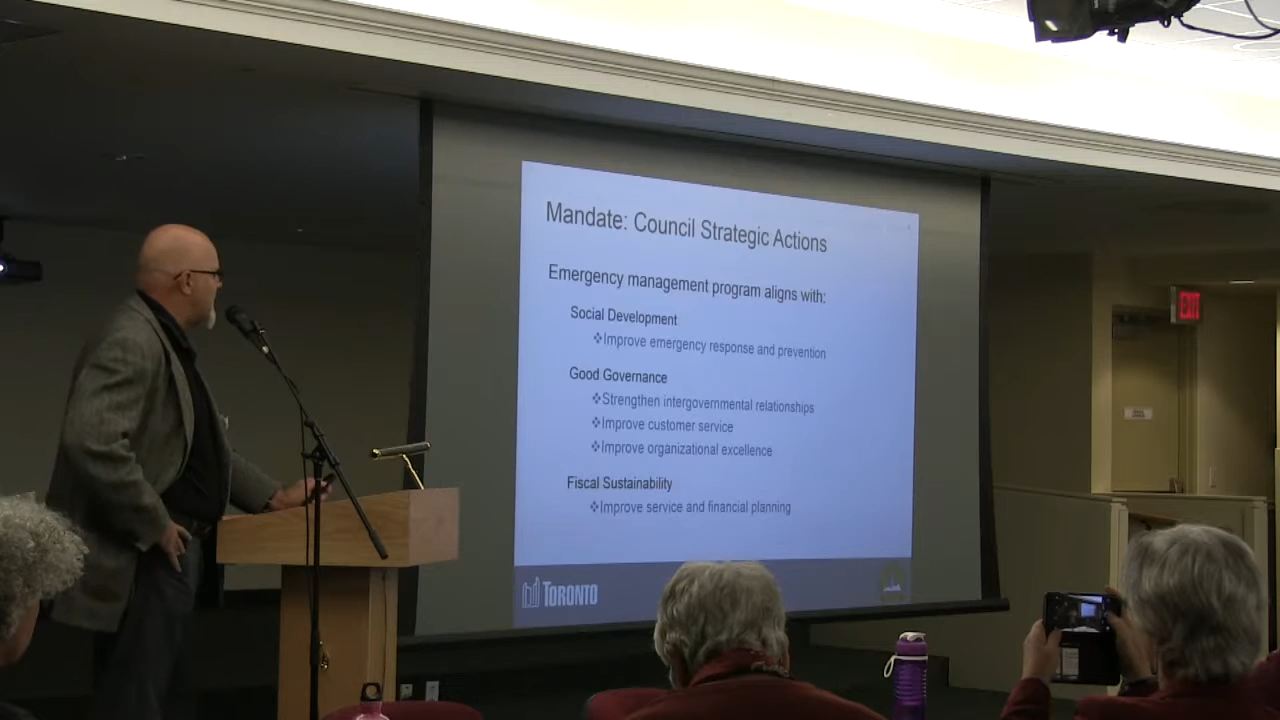 Mandate: Council Strategic Actions
Emergency management program aligns with:
Social Development
❖Improve emergency response and prevention
Good Governance
❖Strengthen intergovernmental relationships
❖Improve customer service
❖Improve organizational excellence
Fiscal Sustainability
❖Improve service and financial planning
TORONTO
EXIT